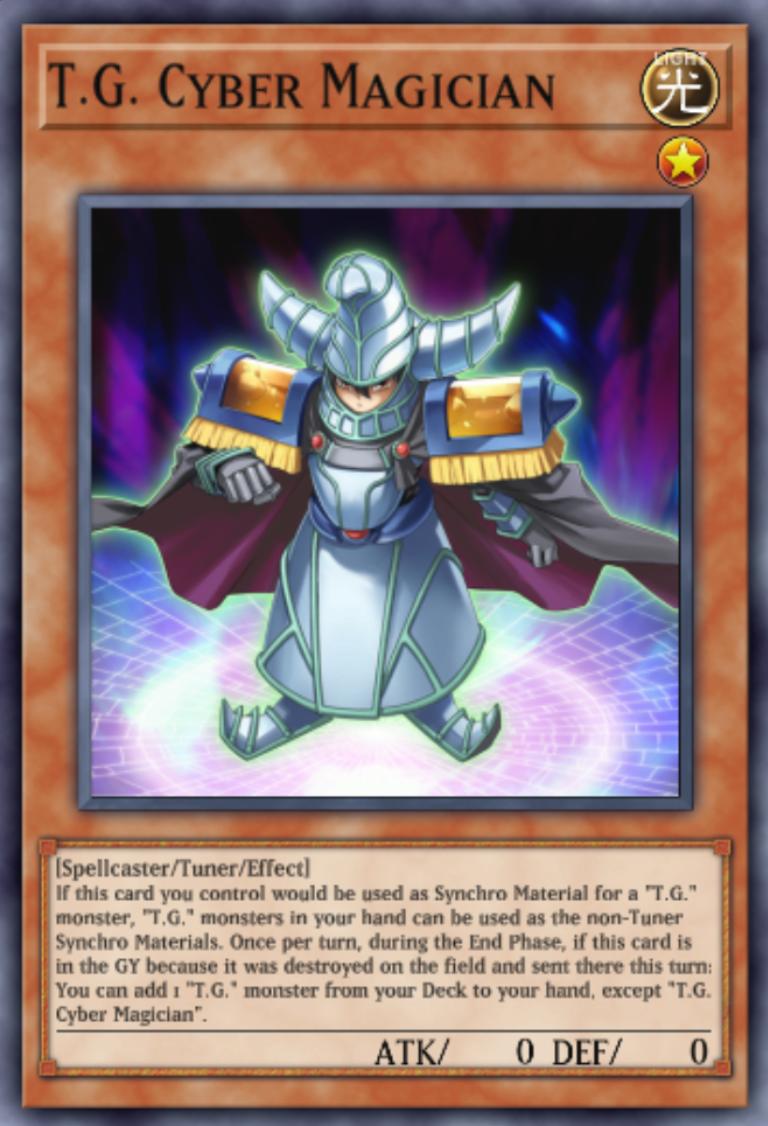 T.G. Cyber Magician
LIGHT
光
[Spellcaster/Tuner/Effect]
If this card you control would be used as Synchro Material for a "T.G."
monster, "T.G." monsters in your hand can be used as the non-Tuner
Synchro Materials. Once per turn, during the End Phase, if this card is
in the GY because it was destroyed on the field and sent there this turn:
You can add 1 "T.G." monster from your Deck to your hand, except "T.G.
Cyber Magician".
ATK/ 0 DEF/ 0